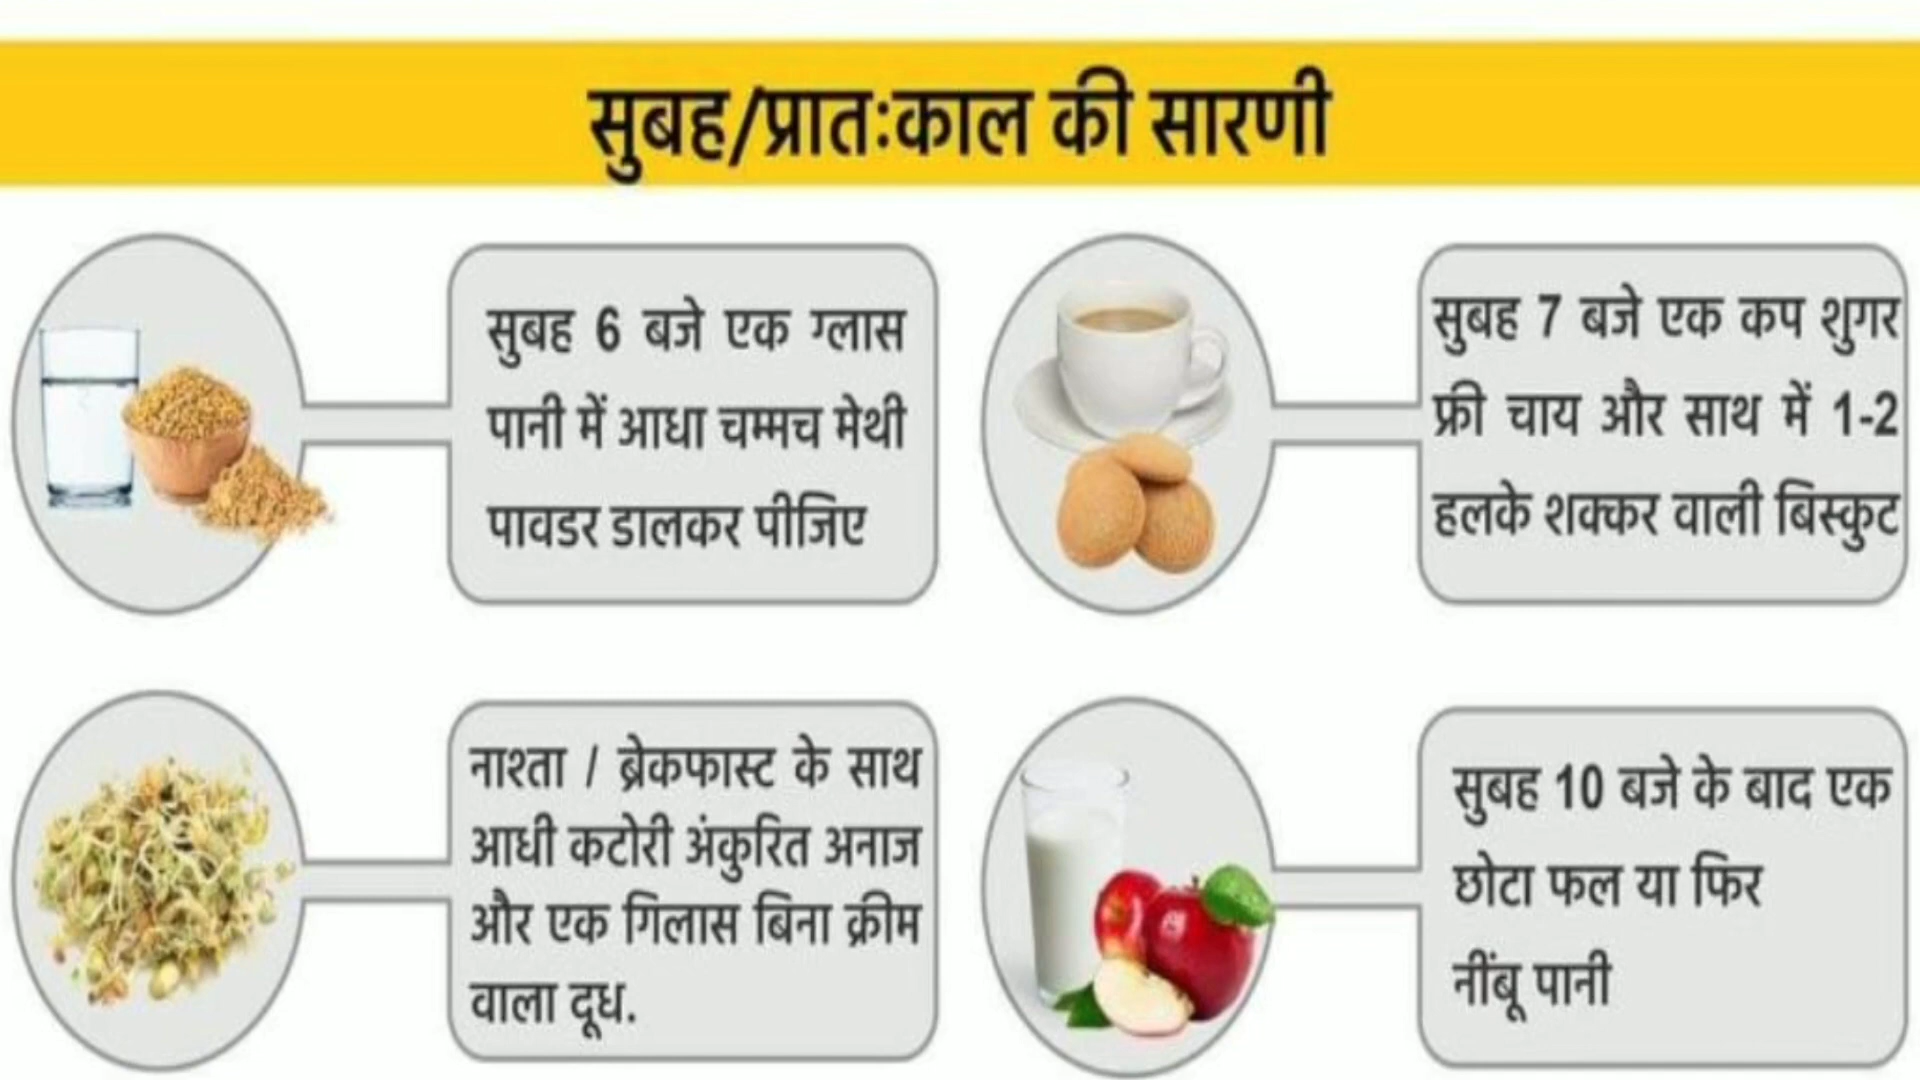 सुबह/प्रातःकाल की सारणी
सुबह 6 बजे एक ग्लास
पानी में आधा चम्मच मेथी
पावडर डालकर पीजिए
सुबह 7 बजे एक कप शुगर
फ्री चाय और साथ में 1-2
हलके शक्कर वाली बिस्कुट
नाश्ता / ब्रेकफास्ट के साथ
आधी कटोरी अंकुरित अनाज
और एक गिलास बिना क्रीम
वाला दूध.
सुबह 10 बजे के बाद एक
छोटा फल या फिर
नींबू पानी